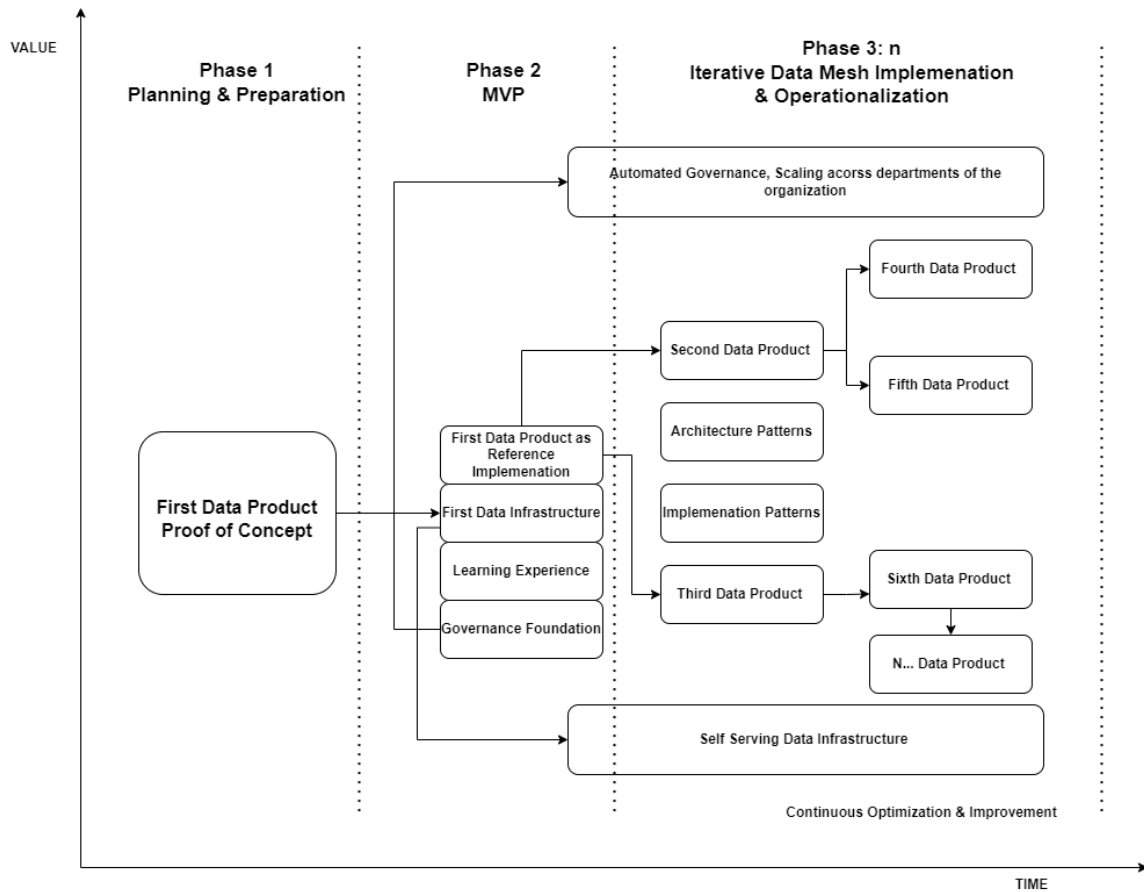 VALUE
Phase 1
Planning & Preparation
Phase 2
MVP
Phase 3: n
Iterative Data Mesh Implemenation
& Operationalization
Automated Governance, Scaling acorss departments of the
organization
Fourth Data Product
Second Data Product
Fifth Data Product
Architecture Patterns
First Data Product as
Reference
Implemenation
First Data Product
Proof of Concept
First Data Infrastructure
Implemenation Patterns
Learning Experience
Sixth Data Product
Third Data Product
Governance Foundation
N... Data Product
Self Serving Data Infrastructure
Continuous Optimization & Improvement
TIME